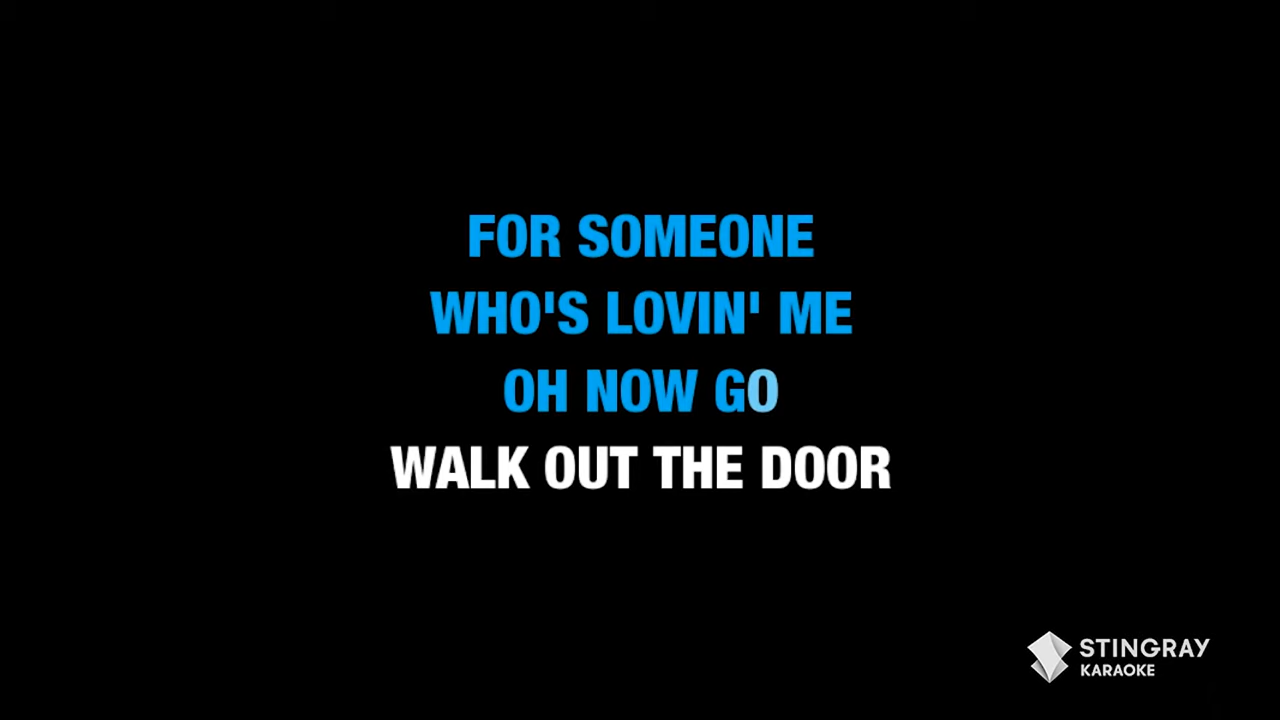 FOR SOMEONE
WHO'S LOVIN' ME
OH NOW GO
WALK OUT THE DOOR
STINGRAY
KARAOKE